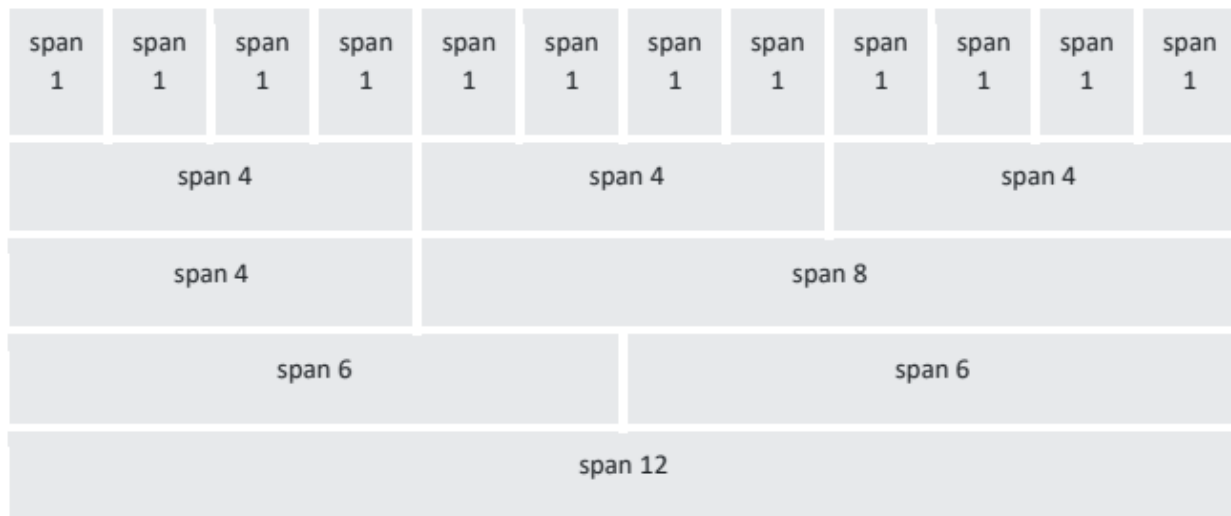 span span span span span span span span span span span span
1 1 1 1 1 1 1 1 1 1 1 1
span 4 span 4 span 4
span 4 span 8
span 6 span 6
span 12